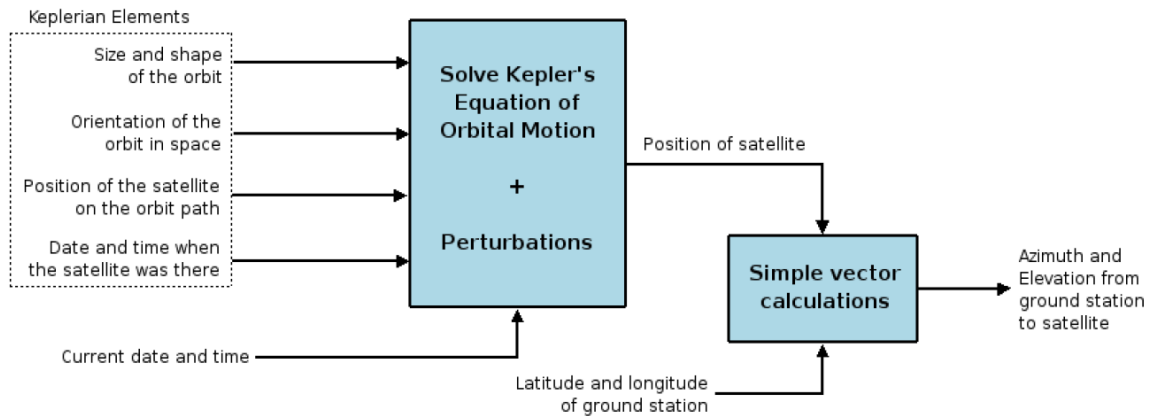 Keplerian Elements
Size and shape
of the orbit
Orientation of the
orbit in space
Position of the satellite
on the orbit path
Date and time when
the satellite was there
Solve Kepler's
Equation of
Orbital Motion
+
Perturbations
Current date and time
Position of satellite
Simple vector
calculations
Latitude and longitude
of ground station
Azimuth and
Elevation from
ground station
to satellite